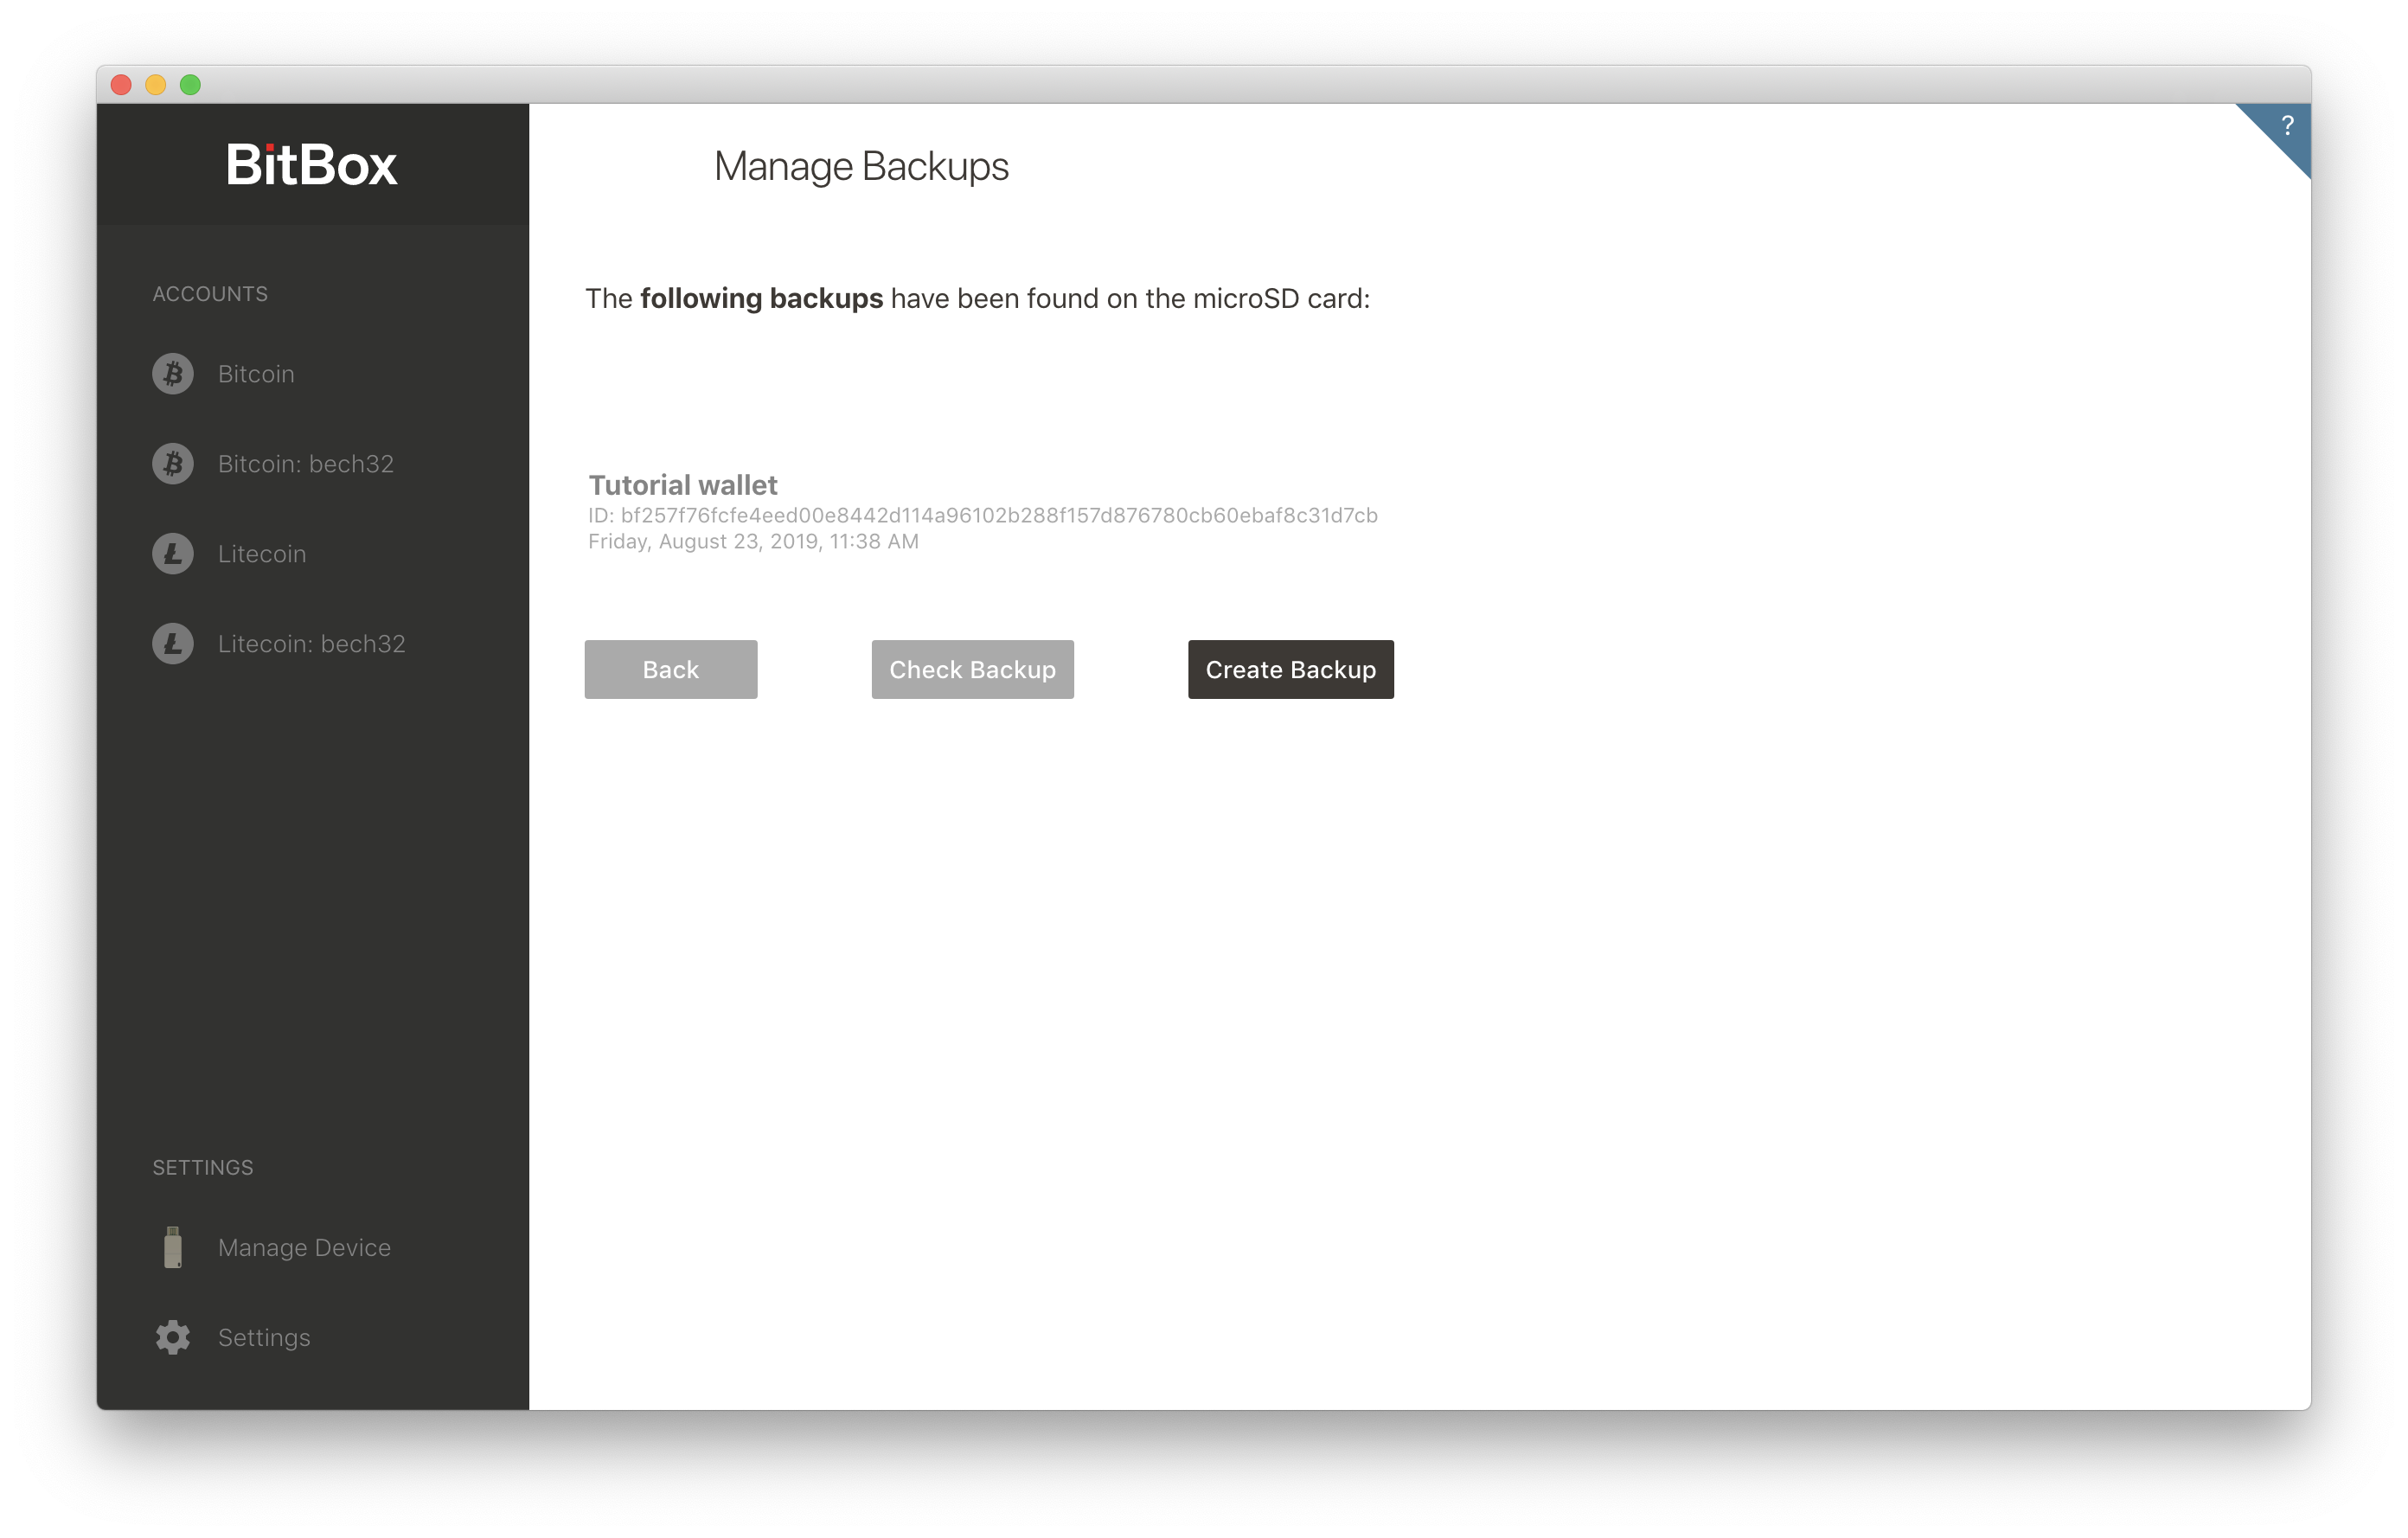 BitBox
ACCOUNTS
Bitcoin
Bitcoin: bech32
Litecoin
Litecoin: bech32
SETTINGS
Manage Device
Settings
Manage Backups
?
The following backups have been found on the microSD card:
Tutorial wallet
ID: bf257f76fcfe4eed00e8442d114a96102b288f157d876780cb60ebaf8c31d7cb
Friday, August 23, 2019, 11:38 AM
Back
Check Backup
Create Backup